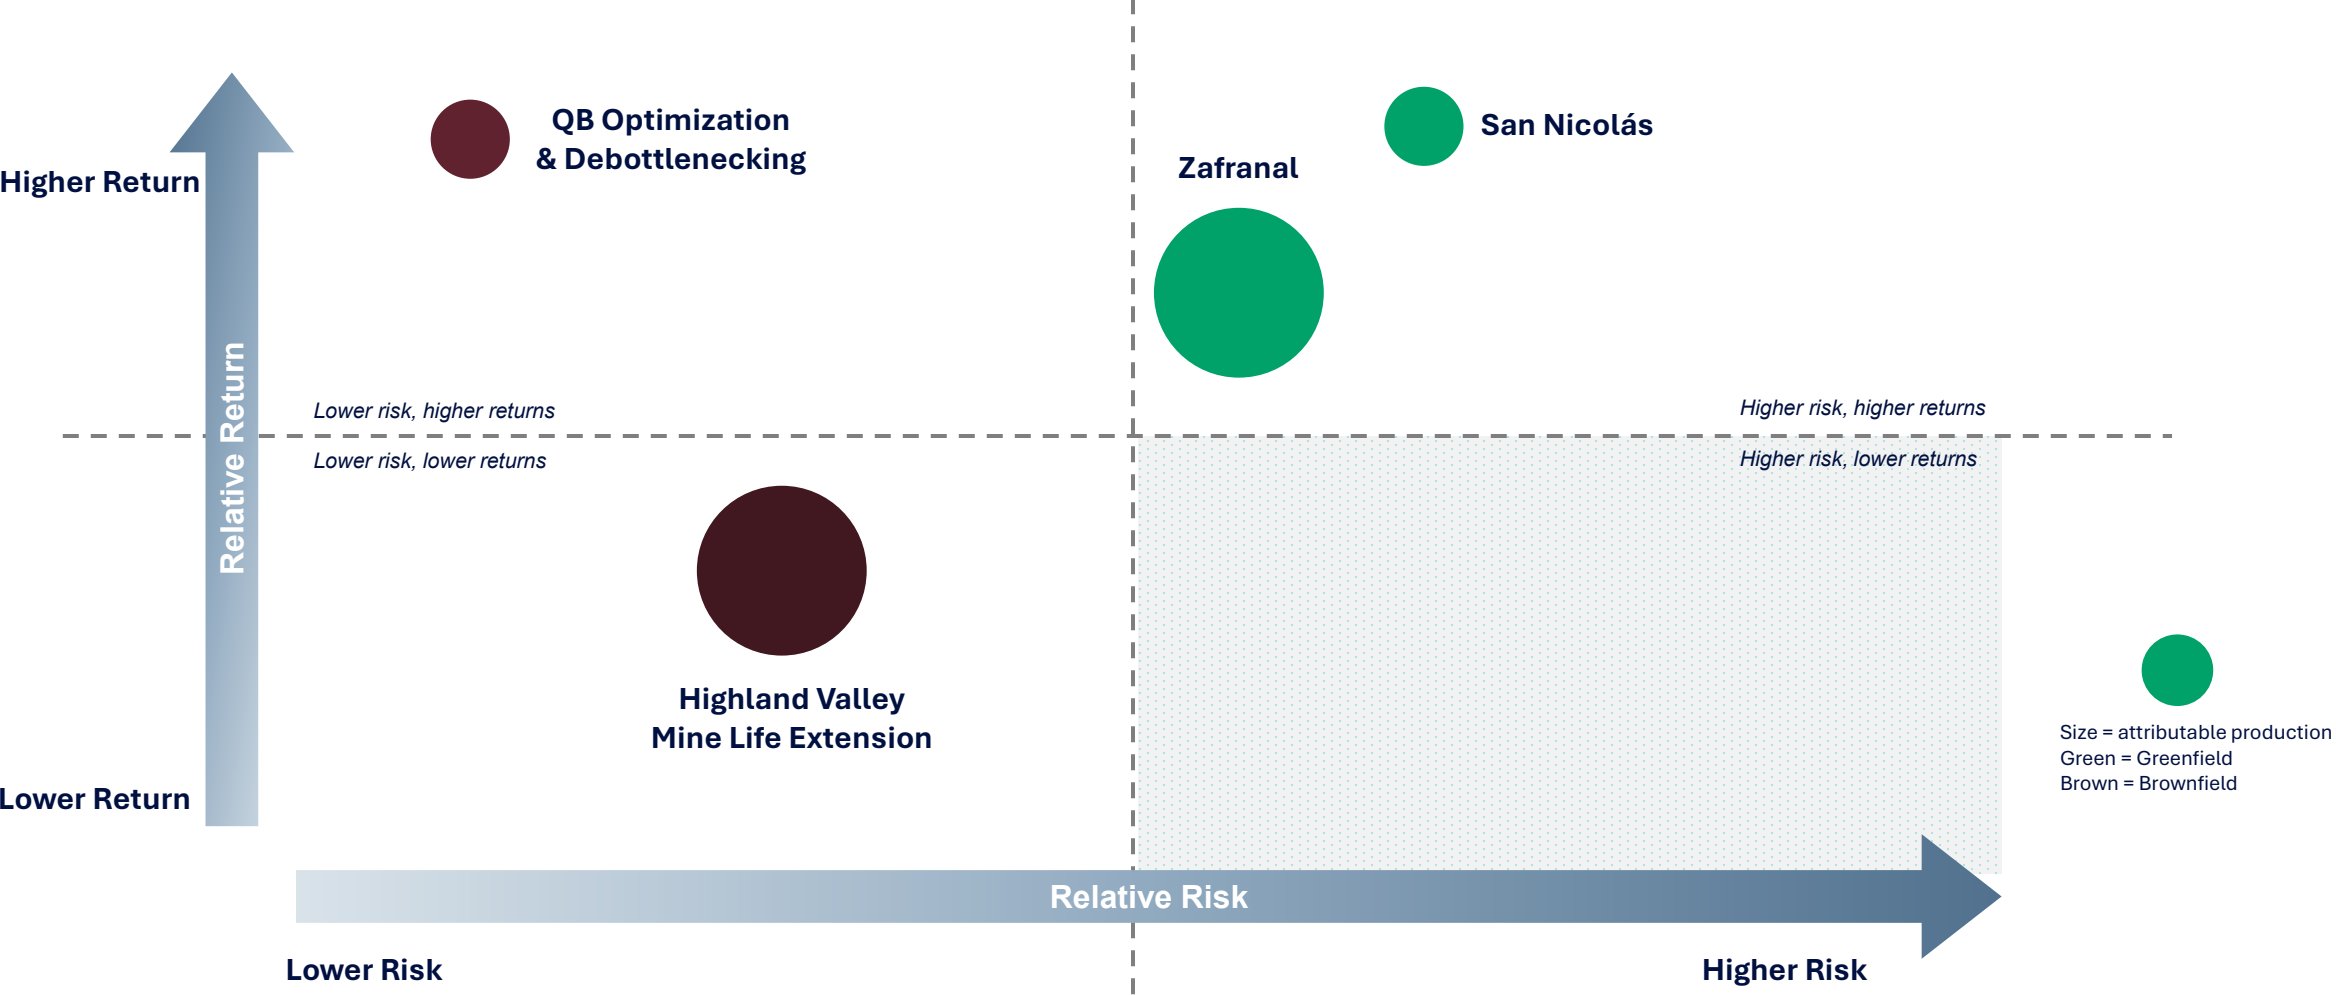 QB Optimization
& Debottlenecking
San Nicolás
Zafranal
Higher Return
Relative Return
Lower risk, higher returns
Higher risk, higher returns
Lower risk, lower returns
Higher risk, lower returns
Highland Valley
Mine Life Extension
Size = attributable production
Green = Greenfield
Brown = Brownfield
Lower Return
Relative Risk
Lower Risk
Higher Risk